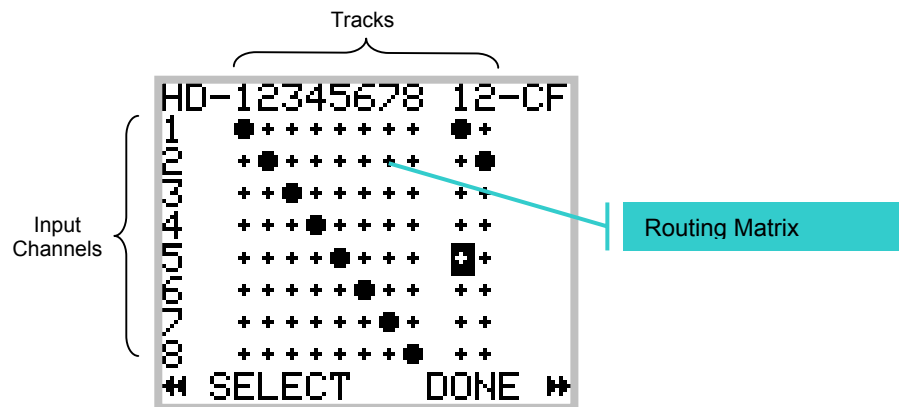 Tracks
HD-12345678 12-CF
1
2
3
4
5
6
7
8
Input
Channels
Routing Matrix
SELECT DONE